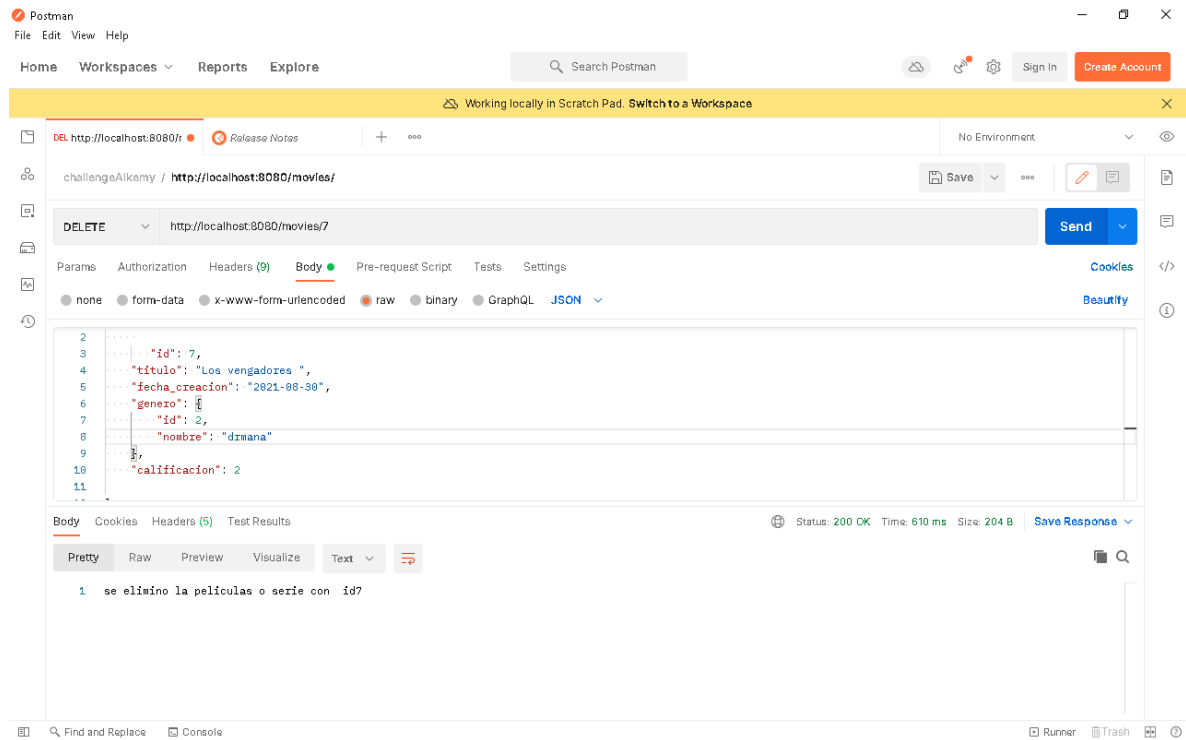 Postman
File Edit View Help
Home Workspaces Reports Explore Search Postman Sign In Create Account
Working locally in Scratch Pad. Switch to a Workspace
DEL http://localhost:8080/r Release Notes No Environment
challengeAlkemy / http://localhost:8080/movies/ Save
DELETE http://localhost:8080/movies/7 Send
Params Authorization Headers (9) Body Pre-request Script Tests Settings Cookies
none form-data x-www-form-urlencoded raw binary GraphQL JSON Beautify
2
3 "id": 7,
4 "titulo": "Los vengadores ",
5 "fecha_creacion": "2021-08-30",
6 "genero": {
7 "id": 2,
8 "nombre": "drmana"
9 },
10 "calificacion": 2
11
Body Cookies Headers (5) Test Results Status: 200 OK Time: 610 ms Size: 204 B Save Response
Pretty Raw Preview Visualize Text
1 se elimino la peliculas o serie con id7
Find and Replace Console Runner Trash